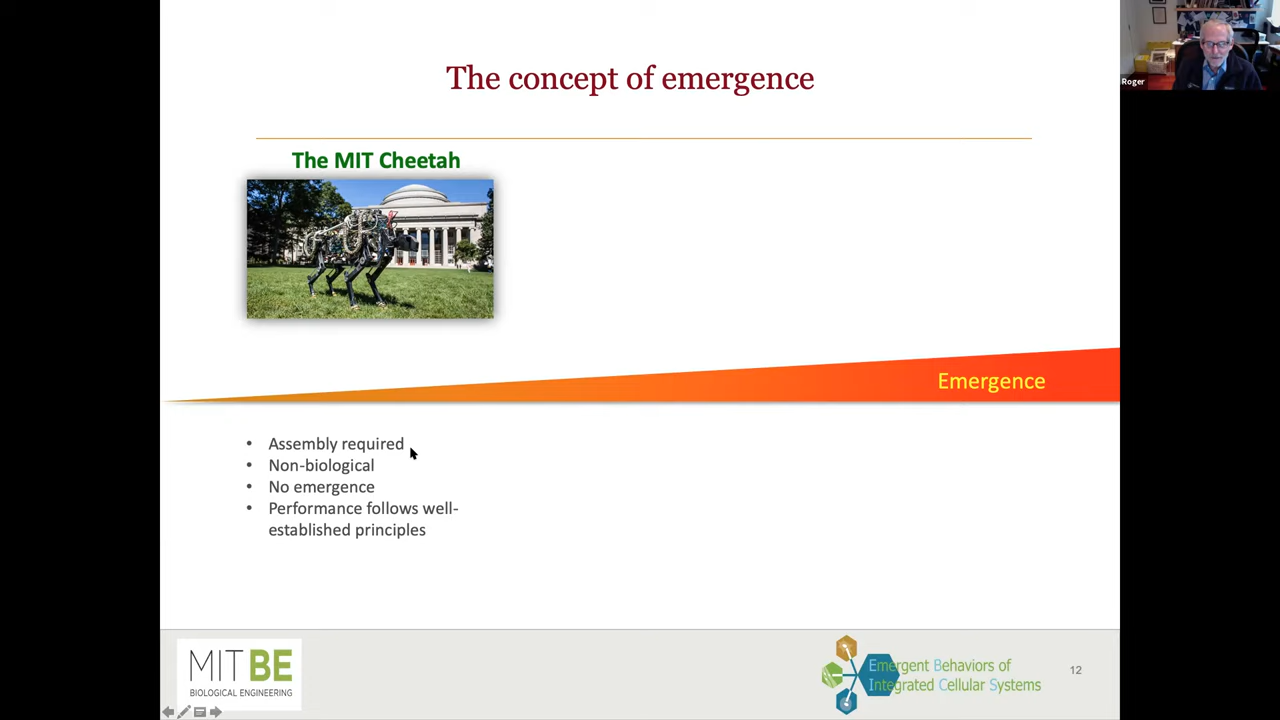 The concept of emergence
Roger
The MIT Cheetah
Emergence
• Assembly required
• Non-biological
• No emergence
• Performance follows well-
established principles
MIT BE
BIOLOGICAL ENGINEERING
Emergent Behaviors of
Integrated Cellular Systems
12